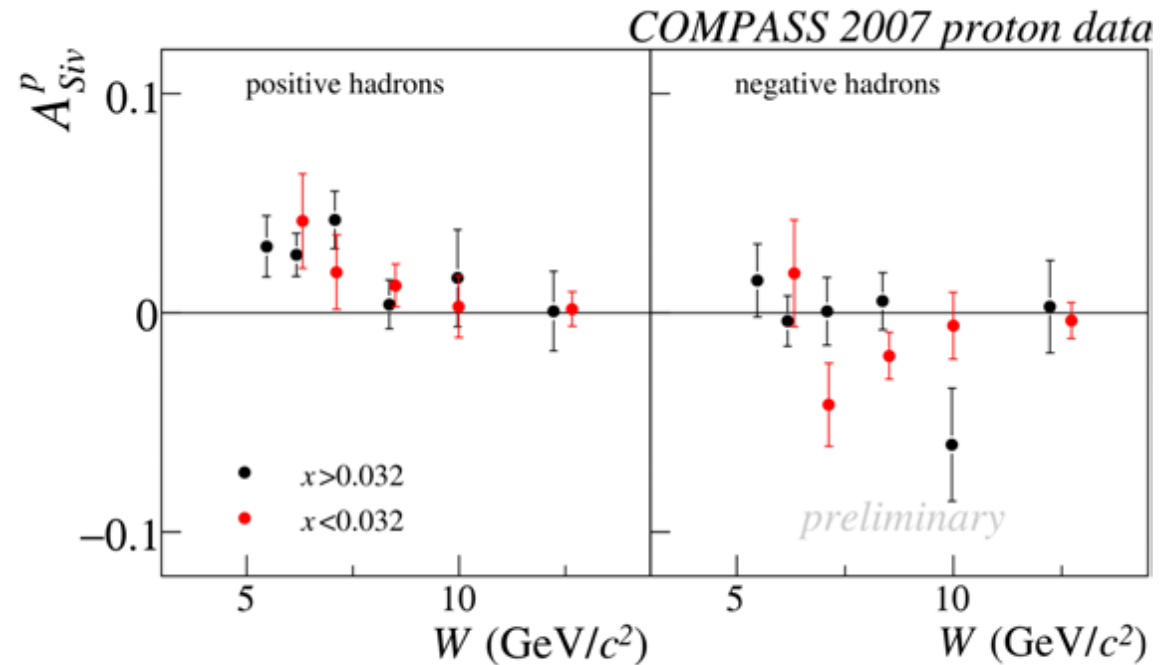 COMPASS 2007 proton data
A^p_Siv
positive hadrons
negative hadrons
0.1
0
−0.1
x>0.032
x<0.032
preliminary
5 10
5 10
W (GeV/c²)
W (GeV/c²)